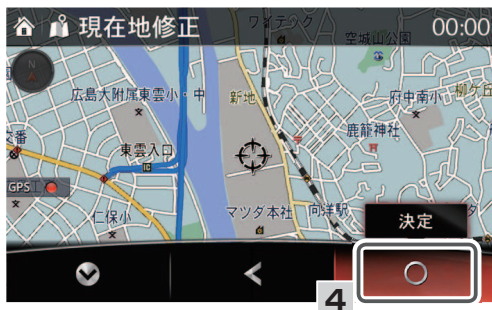 現在地修正 00:00
ワイテック
空城山公園
N
広島大附属東雲小・中 新地 府中南小 柳ケ丘
鹿籠神社
交番 東雲入口
GPS
仁保小 マツダ本社 向洋駅
決定
4